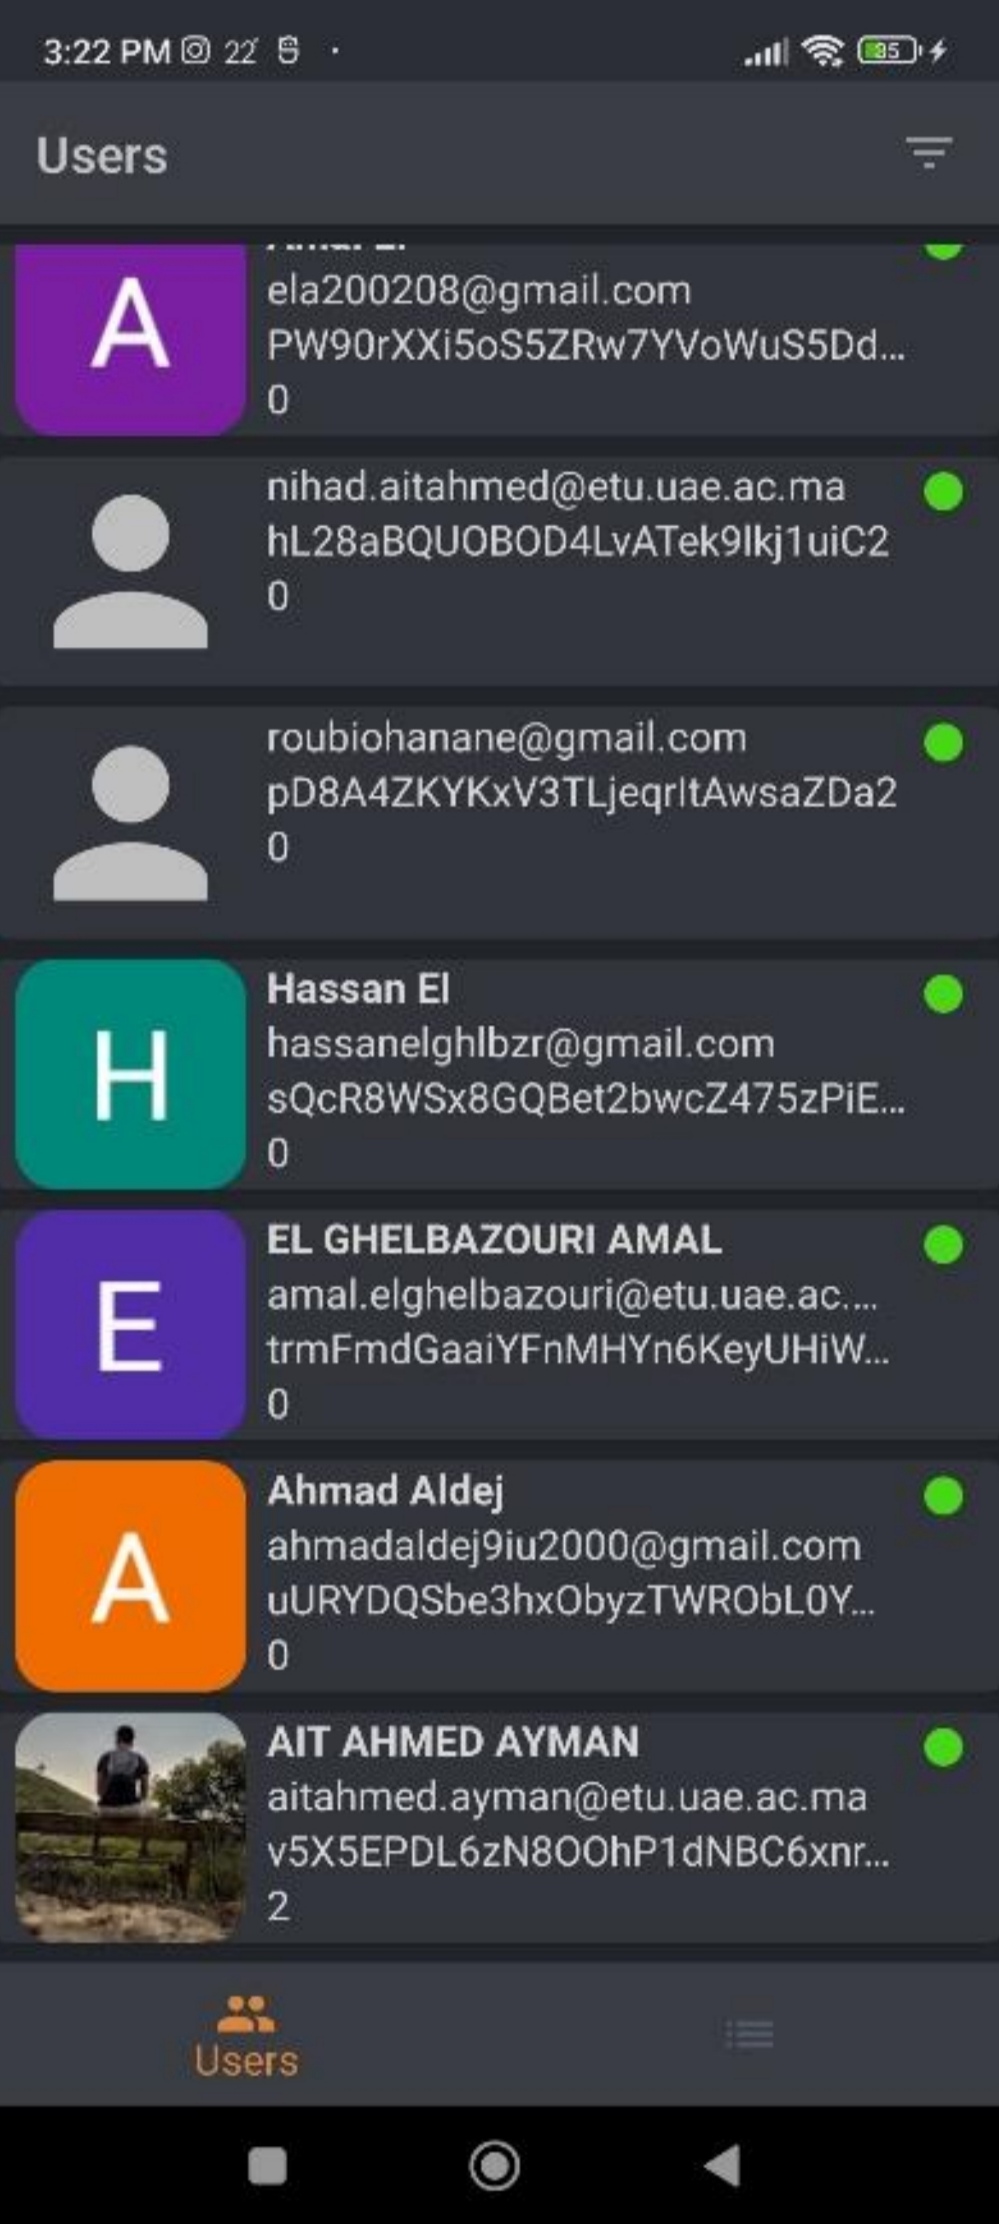 3:22 PM 22
35
Users
A
ela200208@gmail.com
PW90rXXi5oS5ZRw7YVoWuS5Dd...
0
nihad.aitahmed@etu.uae.ac.ma
hL28aBQUOBOD4LvATek9lkj1uiC2
0
roubiohanane@gmail.com
pD8A4ZKYKxV3TLjeqrItAwsaZDa2
0
H
Hassan El
hassanelghlbzr@gmail.com
sQcR8WSx8GQBet2bwcZ475zPiE...
0
E
EL GHELBAZOURI AMAL
amal.elghelbazouri@etu.uae.ac....
trmFmdGaaiYFnMHYn6KeyUHiW...
0
A
Ahmad Aldej
ahmadaldej9iu2000@gmail.com
uURYDQSbe3hxObyzTWRObL0Y...
0
AIT AHMED AYMAN
aitahmed.ayman@etu.uae.ac.ma
v5X5EPDL6zN8OOhP1dNBC6xnr...
2
Users